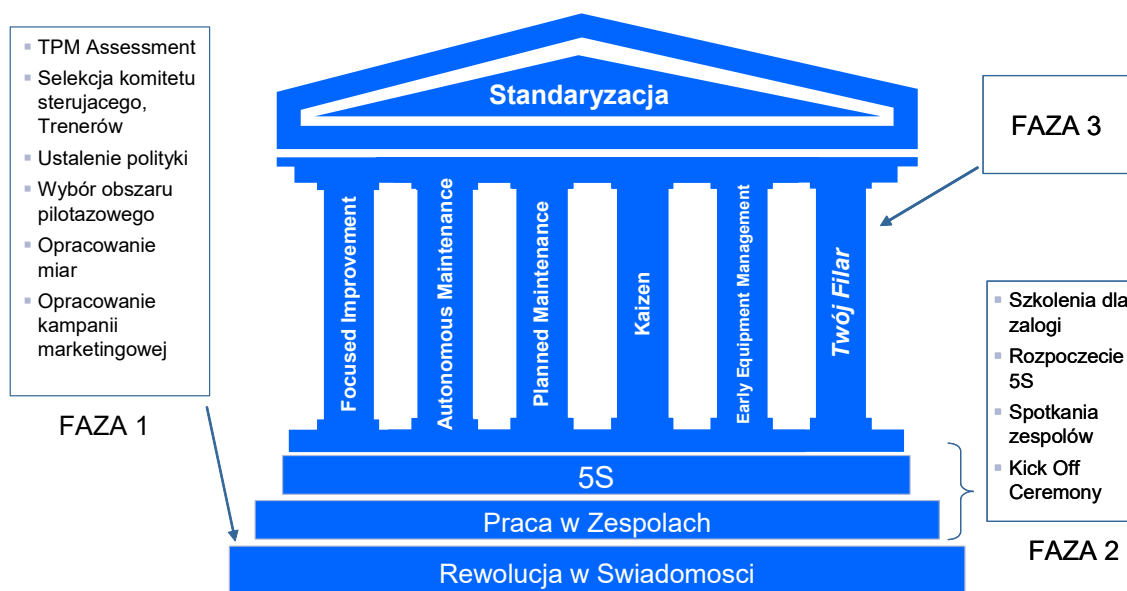 TPM Assessment
Selekcja komitetu
sterujacego,
Trenerów
Ustalenie polityki
Wybór obszaru
pilotazowego
Opracowanie
miar
Opracowanie
kampanii
marketingowej
FAZA 1
Standaryzacja
Focused Improvement
Autonomous Maintenance
Planned Maintenance
Kaizen
Early Equipment Management
Twój Filar
5S
Praca w Zespolach
Rewolucja w Swiadomosci
FAZA 3
Szkolenia dla
zalogi
Rozpoczecie
5S
Spotkania
zespolów
Kick Off
Ceremony
FAZA 2